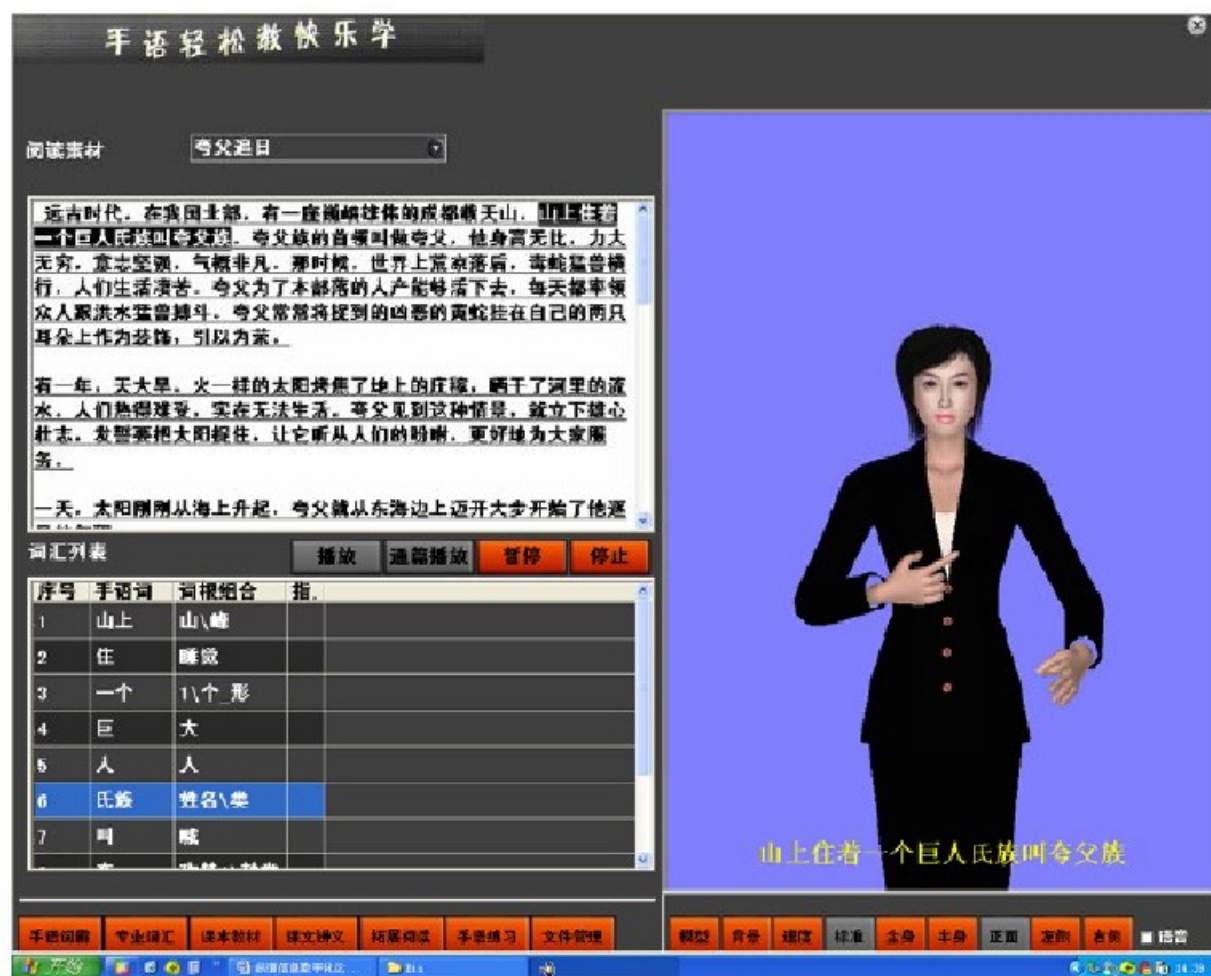 手语轻松教快乐学
阅读素材 夸父追日
远古时代,在我国北部,有一座巍峨雄伟的成都载天山,山上住着
一个巨人氏族叫夸父族。夸父族的首领叫做夸父,他身高无比,力大
无穷,意志坚强,气概非凡。那时候,世界上荒凉落后,毒蛇猛兽横
行,人们生活凄苦。夸父为了本部落的人产能够活下去,每天都率领
众人跟洪水猛兽搏斗。夸父常常将捉到的凶恶的黄蛇挂在自己的两只
耳朵上作为装饰,引以为荣。
有一年,天大旱。火一样的太阳烤焦了地上的庄稼,晒干了河里的流
水。人们热得难受,实在无法生活。夸父见到这种情景,就立下雄心
壮志,发誓要把太阳捉住,让它听从人们的吩咐,更好地为大家服
务。
一天,太阳刚刚从海上升起,夸父就从东海边上迈开大步开始了他逐
词汇列表 播放 通篇播放 暂停 停止
序号 手语词 词根组合 指.
1 山上 山\峰
2 住 睡觉
3 一个 1\个_形
4 巨 大
5 人 人
6 氏族 姓名\类
7 叫 喊
山上住着一个巨人氏族叫夸父族
手语词解 专业词汇 课本教材 课文讲义 拓展阅读 手语练习 文件管理
模型 背景 速度 标准 全身 半身 正面 左侧 右侧 语音
开始